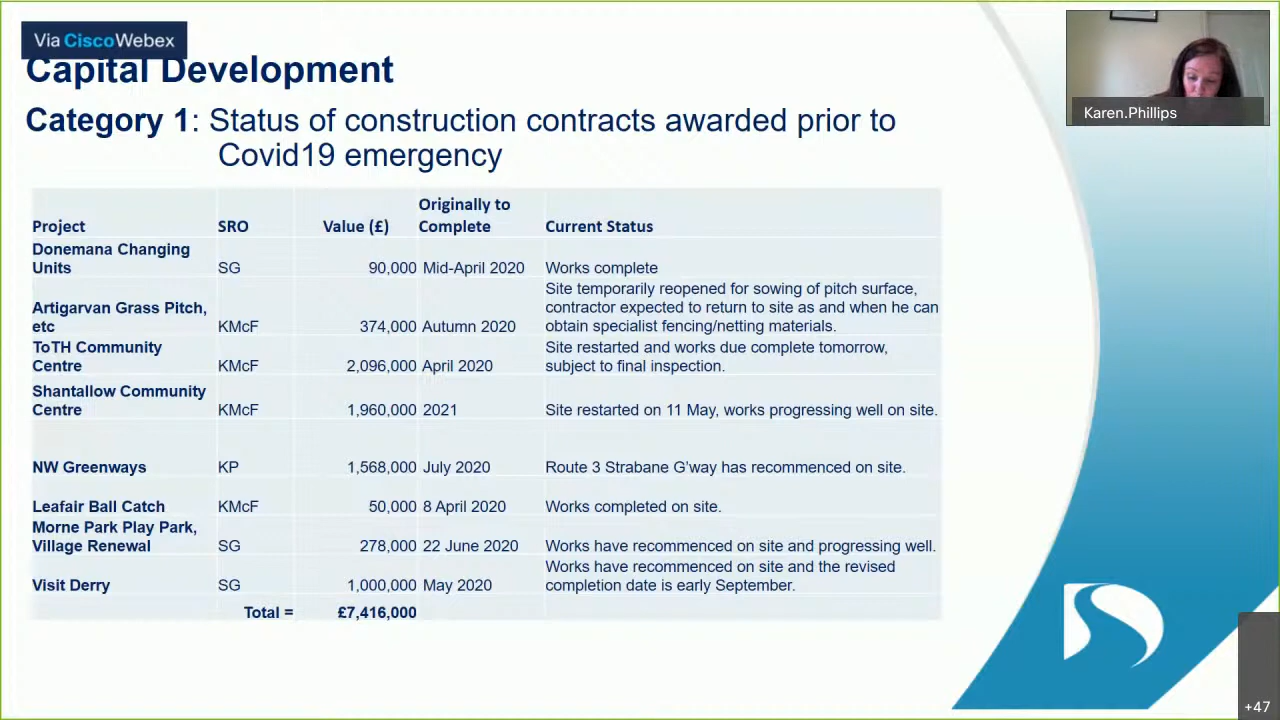 Via CiscoWebex
Capital Development
Karen.Phillips
Category 1: Status of construction contracts awarded prior to
Covid19 emergency
Project SRO Value (£) Originally to Complete Current Status
Donemana Changing
Units SG 90,000 Mid-April 2020 Works complete
Site temporarily reopened for sowing of pitch surface,
Artigarvan Grass Pitch, contractor expected to return to site as and when he can
etc KMcF 374,000 Autumn 2020 obtain specialist fencing/netting materials.
ToTH Community Site restarted and works due complete tomorrow,
Centre KMcF 2,096,000 April 2020 subject to final inspection.
Shantallow Community
Centre KMcF 1,960,000 2021 Site restarted on 11 May, works progressing well on site.
NW Greenways KP 1,568,000 July 2020 Route 3 Strabane G'way has recommenced on site.
Leafair Ball Catch KMcF 50,000 8 April 2020 Works completed on site.
Morne Park Play Park,
Village Renewal SG 278,000 22 June 2020 Works have recommenced on site and progressing well.
Works have recommenced on site and the revised
Visit Derry SG 1,000,000 May 2020 completion date is early September.
Total = £7,416,000
+47